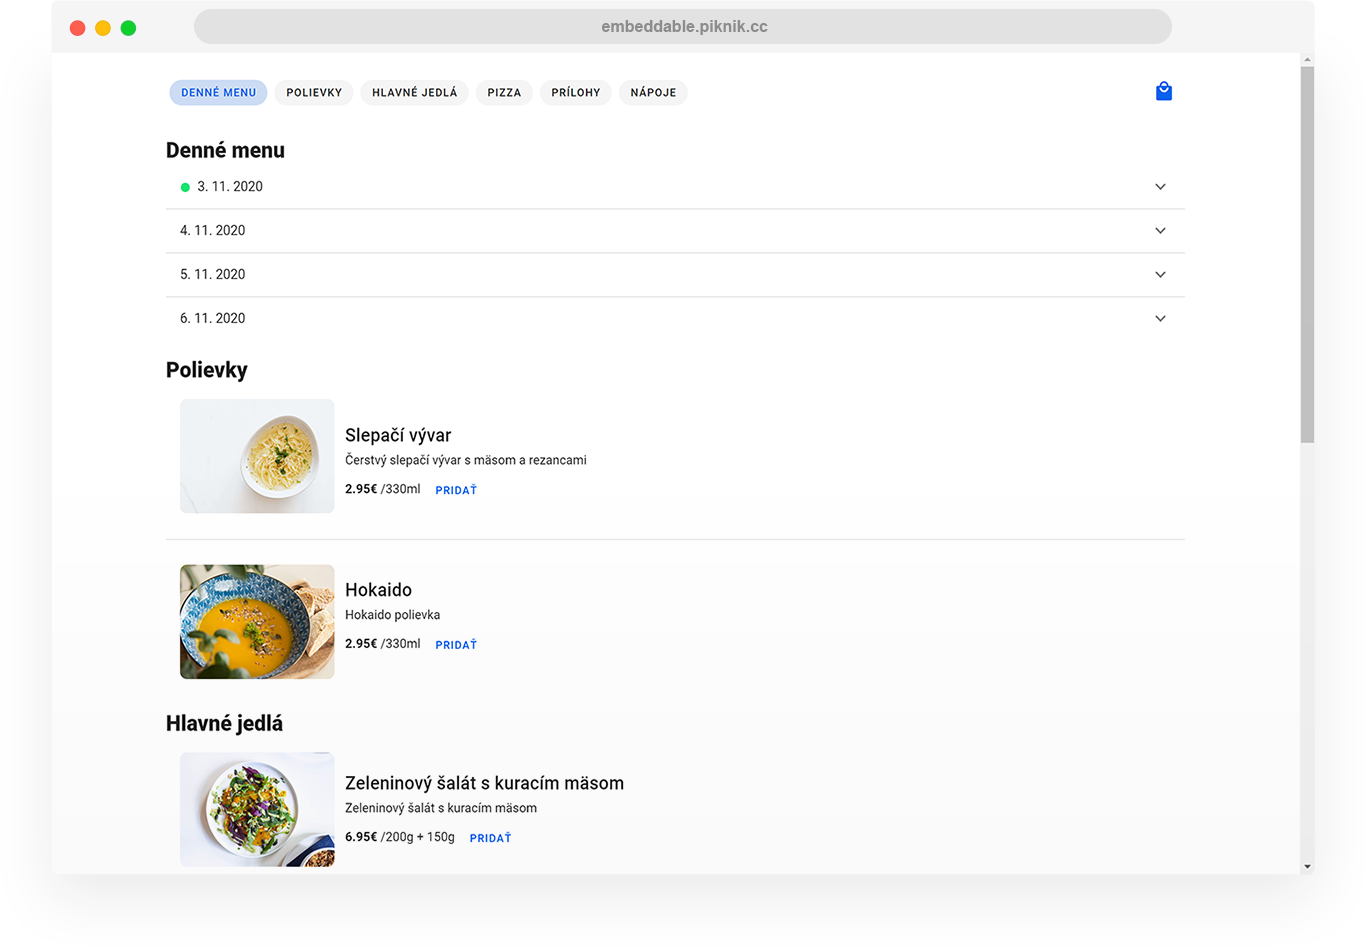 embeddable.piknik.cc
DENNÉ MENU POLIEVKY HLAVNÉ JEDLÁ PIZZA PRÍLOHY NÁPOJE
Denné menu
3. 11. 2020
4. 11. 2020
5. 11. 2020
6. 11. 2020
Polievky
Slepačí vývar
Čerstvý slepačí vývar s mäsom a rezancami
2.95€ /330ml PRIDAŤ
Hokaido
Hokaido polievka
2.95€ /330ml PRIDAŤ
Hlavné jedlá
Zeleninový šalát s kuracím mäsom
Zeleninový šalát s kuracím mäsom
6.95€ /200g + 150g PRIDAŤ